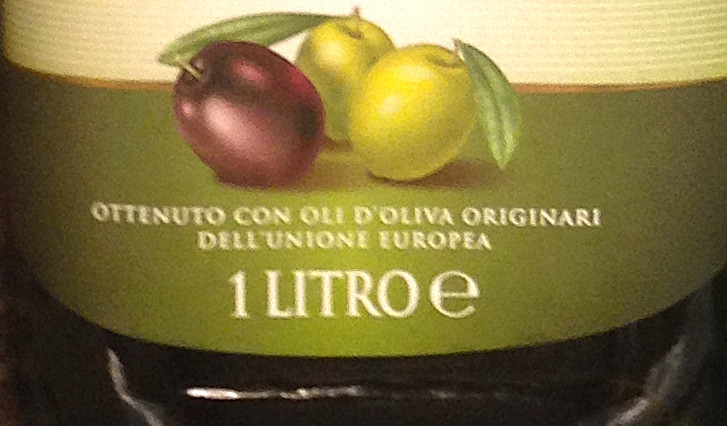 OTTENUTO CON OLI D'OLIVA ORIGINARI
DELL'UNIONE EUROPEA
1 LITRO ℮